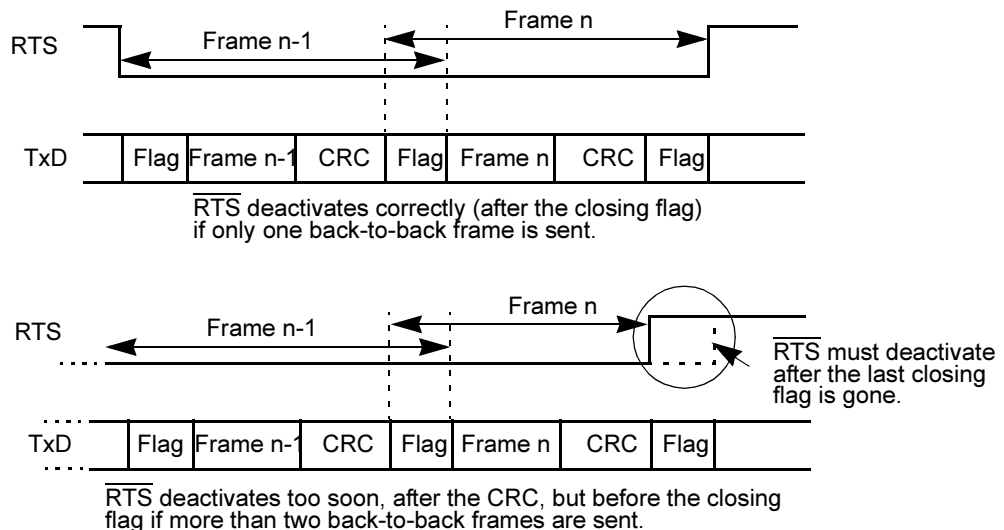 Frame n
RTS
Frame n-1
TxD
Flag Frame n-1 CRC Flag Frame n CRC Flag
RTS deactivates correctly (after the closing flag)
if only one back-to-back frame is sent.
Frame n
RTS
Frame n-1
RTS must deactivate
after the last closing
flag is gone.
TxD
Flag Frame n-1 CRC Flag Frame n CRC Flag
RTS deactivates too soon, after the CRC, but before the closing
flag if more than two back-to-back frames are sent.